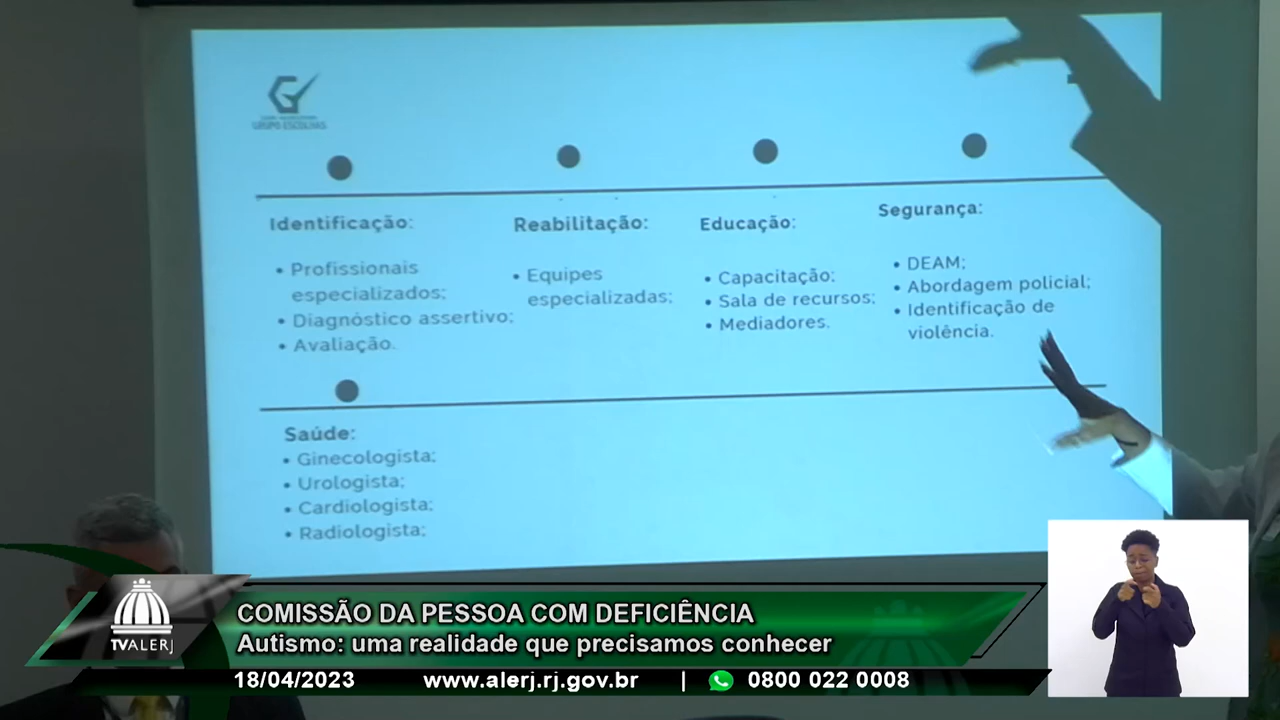 GRUPO ESCOLHAS
Identificação:
• Profissionais
especializados;
• Diagnóstico assertivo;
• Avaliação.
Reabilitação:
• Equipes
especializadas;
Educação:
• Capacitação;
• Sala de recursos;
• Mediadores.
Segurança:
• DEAM;
• Abordagem policial;
• Identificação de
violência.
Saúde:
• Ginecologista;
• Urologista;
• Cardiologista;
• Radiologista;
TVALERJ
COMISSÃO DA PESSOA COM DEFICIÊNCIA
Autismo: uma realidade que precisamos conhecer
18/04/2023 www.alerj.rj.gov.br | 0800 022 0008